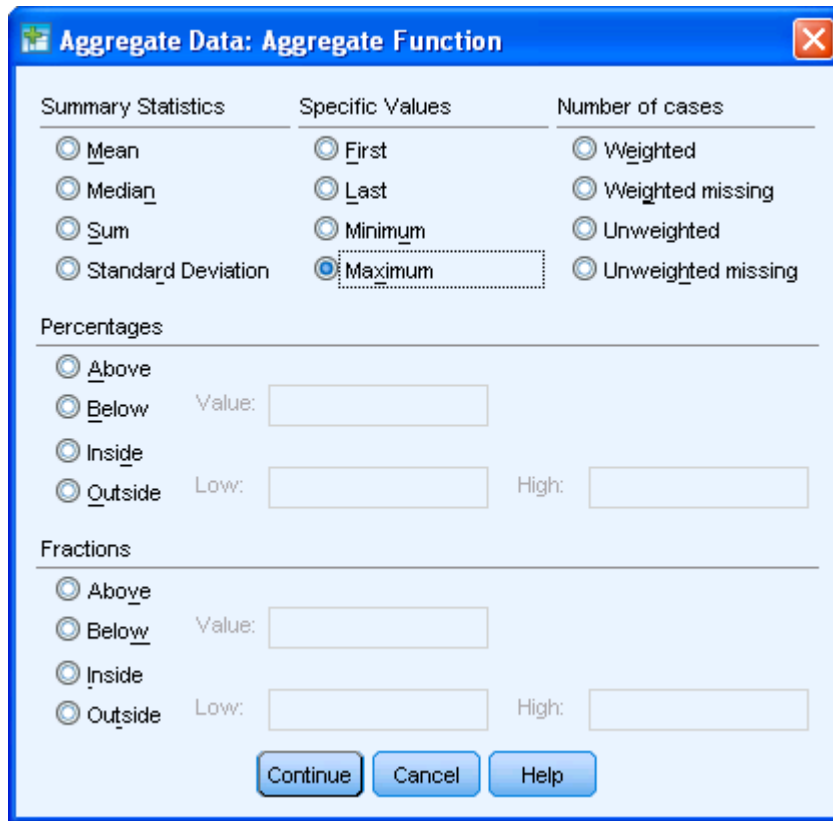 Aggregate Data: Aggregate Function
Summary Statistics
Mean
Median
Sum
Standard Deviation
Specific Values
First
Last
Minimum
Maximum
Number of cases
Weighted
Weighted missing
Unweighted
Unweighted missing
Percentages
Above
Below
Value:
Inside
Outside
Low:
High:
Fractions
Above
Below
Value:
Inside
Outside
Low:
High:
Continue
Cancel
Help